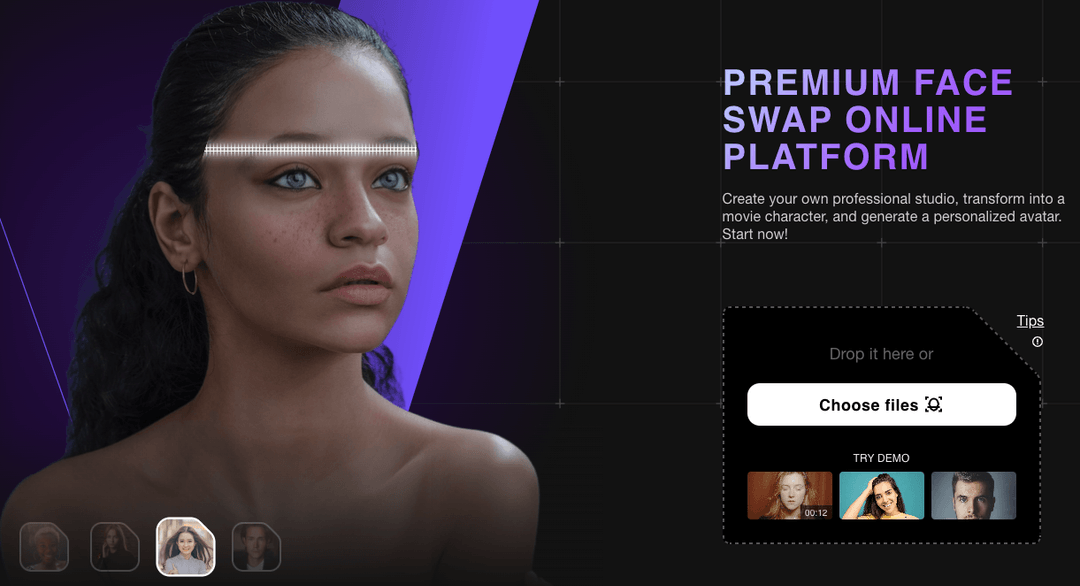 PREMIUM FACE
SWAP ONLINE
PLATFORM
Create your own professional studio, transform into a
movie character, and generate a personalized avatar.
Start now!
Tips
Drop it here or
Choose files
TRY DEMO
00:12